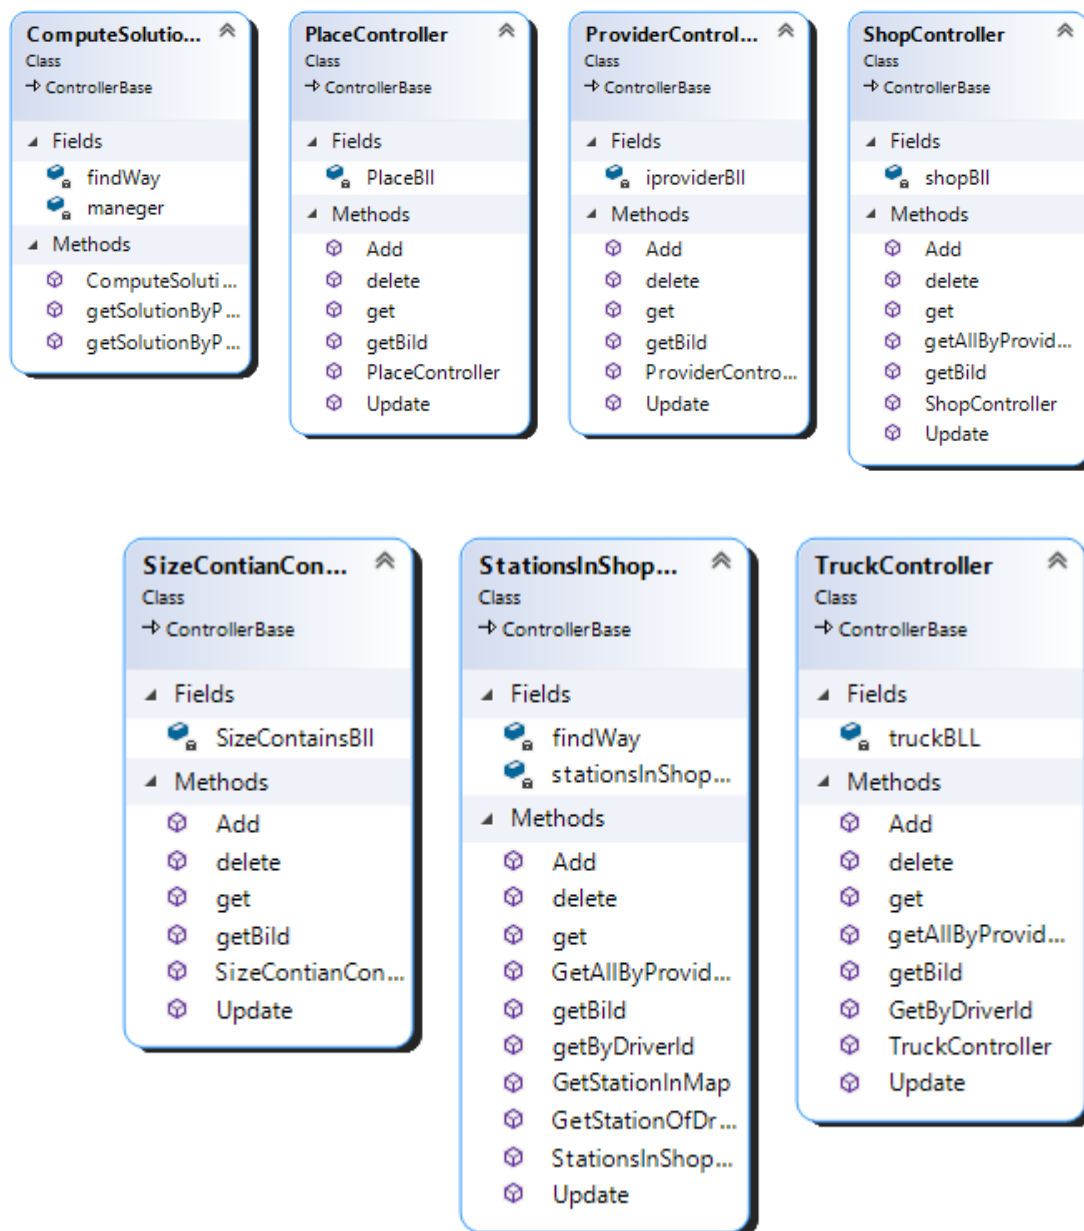 ComputeSolutio...
Class
ControllerBase
Fields
findWay
maneger
Methods
ComputeSoluti...
getSolutionByP...
getSolutionByP...
PlaceController
Class
ControllerBase
Fields
PlaceBll
Methods
Add
delete
get
getBild
PlaceController
Update
ProviderControl...
Class
ControllerBase
Fields
iproviderBll
Methods
Add
delete
get
getBild
ProviderContro...
Update
ShopController
Class
ControllerBase
Fields
shopBll
Methods
Add
delete
get
getAllByProvid...
getBild
ShopController
Update
SizeContianCon...
Class
ControllerBase
Fields
SizeContainsBll
Methods
Add
delete
get
getBild
SizeContianCon...
Update
StationsInShop...
Class
ControllerBase
Fields
findWay
stationsInShop...
Methods
Add
delete
get
GetAllByProvid...
getBild
getByDriverId
GetStationInMap
GetStationOfDr...
StationsInShop...
Update
TruckController
Class
ControllerBase
Fields
truckBLL
Methods
Add
delete
get
getAllByProvid...
getBild
GetByDriverId
TruckController
Update